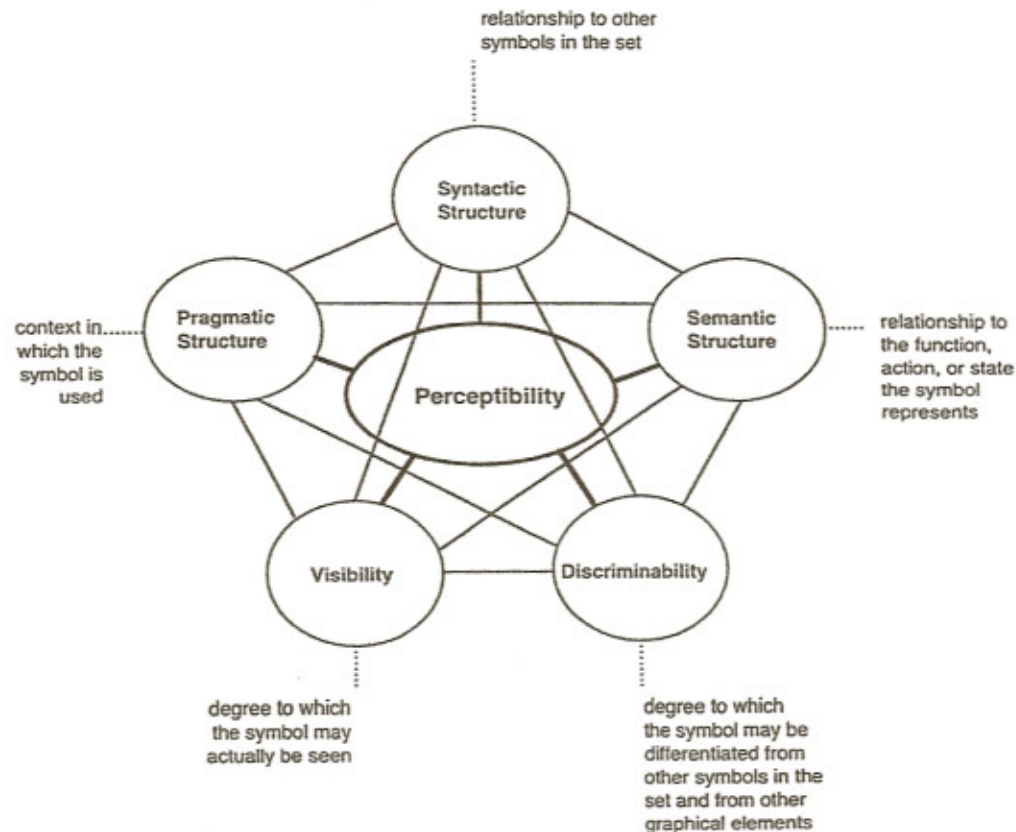 relationship to other
symbols in the set
Syntactic
Structure
Pragmatic
Structure
Semantic
Structure
context in
which the
symbol is
used
relationship to
the function,
action, or state
the symbol
represents
Perceptibility
Visibility
Discriminability
degree to which
the symbol may
actually be seen
degree to which
the symbol may be
differentiated from
other symbols in the
set and from other
graphical elements